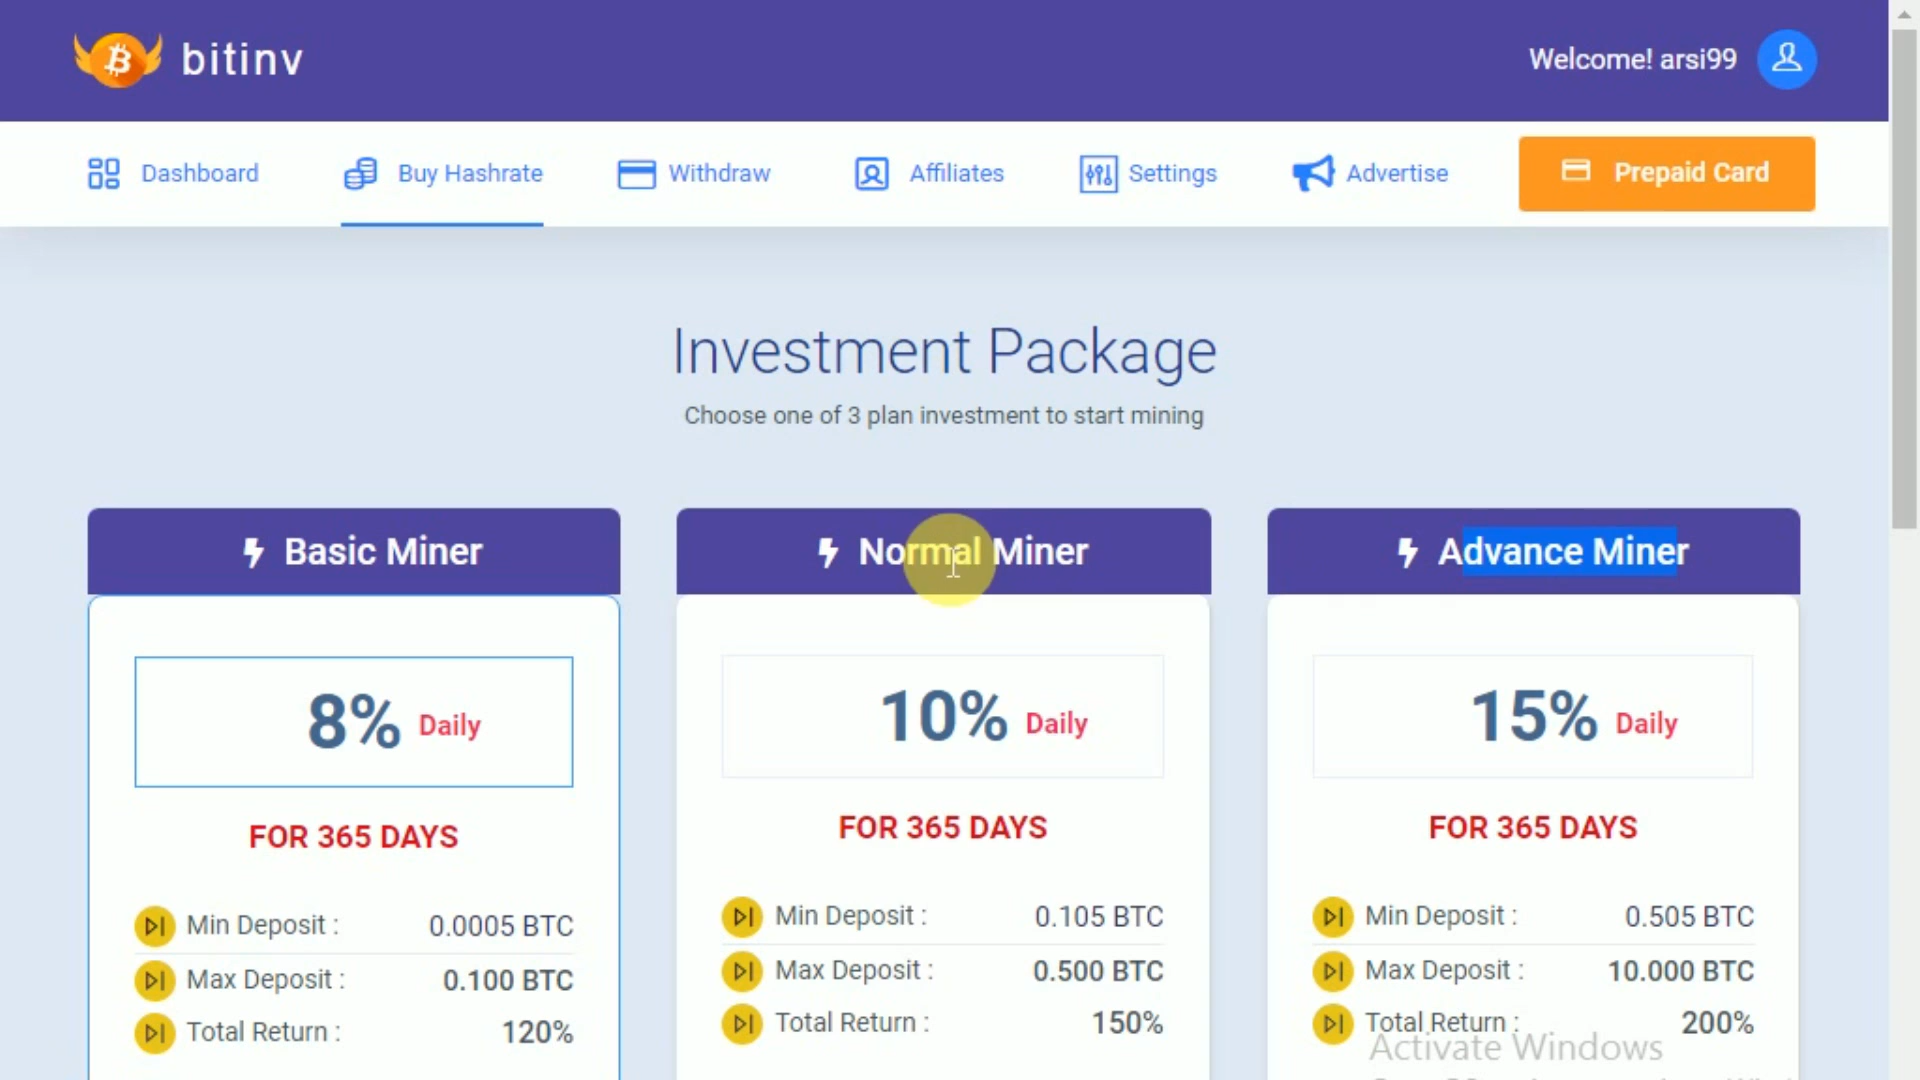 bitinv
Welcome! arsi99
Dashboard
Buy Hashrate
Withdraw
Affiliates
Settings
Advertise
Prepaid Card
Investment Package
Choose one of 3 plan investment to start mining
Basic Miner
8% Daily
FOR 365 DAYS
Min Deposit : 0.0005 BTC
Max Deposit : 0.100 BTC
Total Return : 120%
Normal Miner
10% Daily
FOR 365 DAYS
Min Deposit : 0.105 BTC
Max Deposit : 0.500 BTC
Total Return : 150%
Advance Miner
15% Daily
FOR 365 DAYS
Min Deposit : 0.505 BTC
Max Deposit : 10.000 BTC
Total Return : 200%
Activate Windows